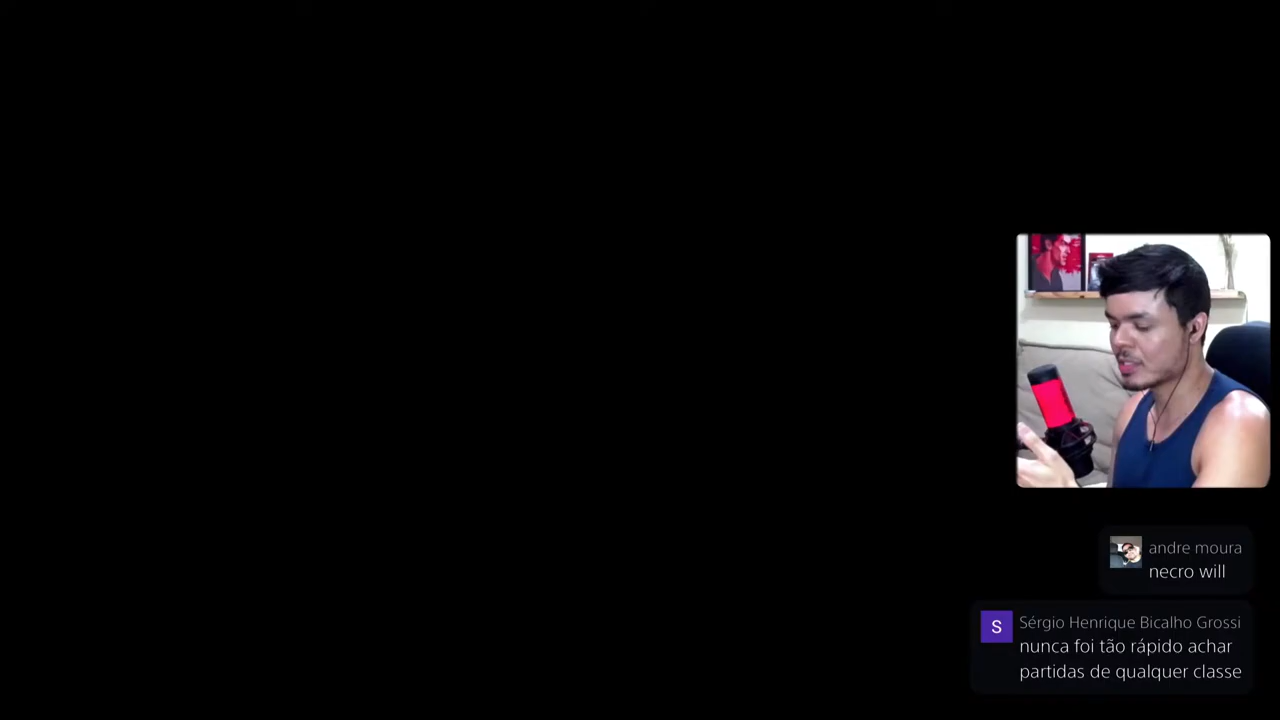 andre moura
necro will
S
Sérgio Henrique Bicalho Grossi
nunca foi tão rápido achar
partidas de qualquer classe